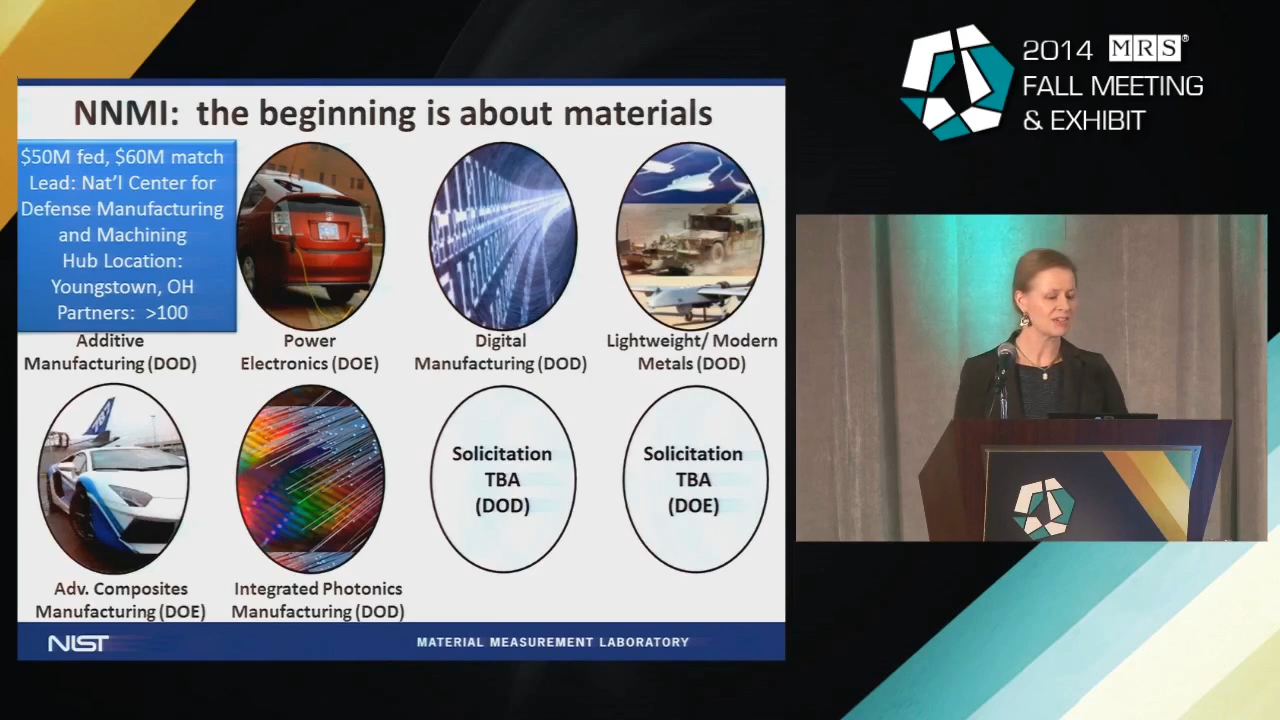 2014 MRS®
FALL MEETING
& EXHIBIT
NNMI: the beginning is about materials
$50M fed, $60M match
Lead: Nat'l Center for
Defense Manufacturing
and Machining
Hub Location:
Youngstown, OH
Partners: >100
Additive
Manufacturing (DOD)
Power
Electronics (DOE)
Digital
Manufacturing (DOD)
Lightweight/ Modern
Metals (DOD)
Solicitation
TBA
(DOD)
Solicitation
TBA
(DOE)
Adv. Composites
Manufacturing (DOE)
Integrated Photonics
Manufacturing (DOD)
NIST
MATERIAL MEASUREMENT LABORATORY